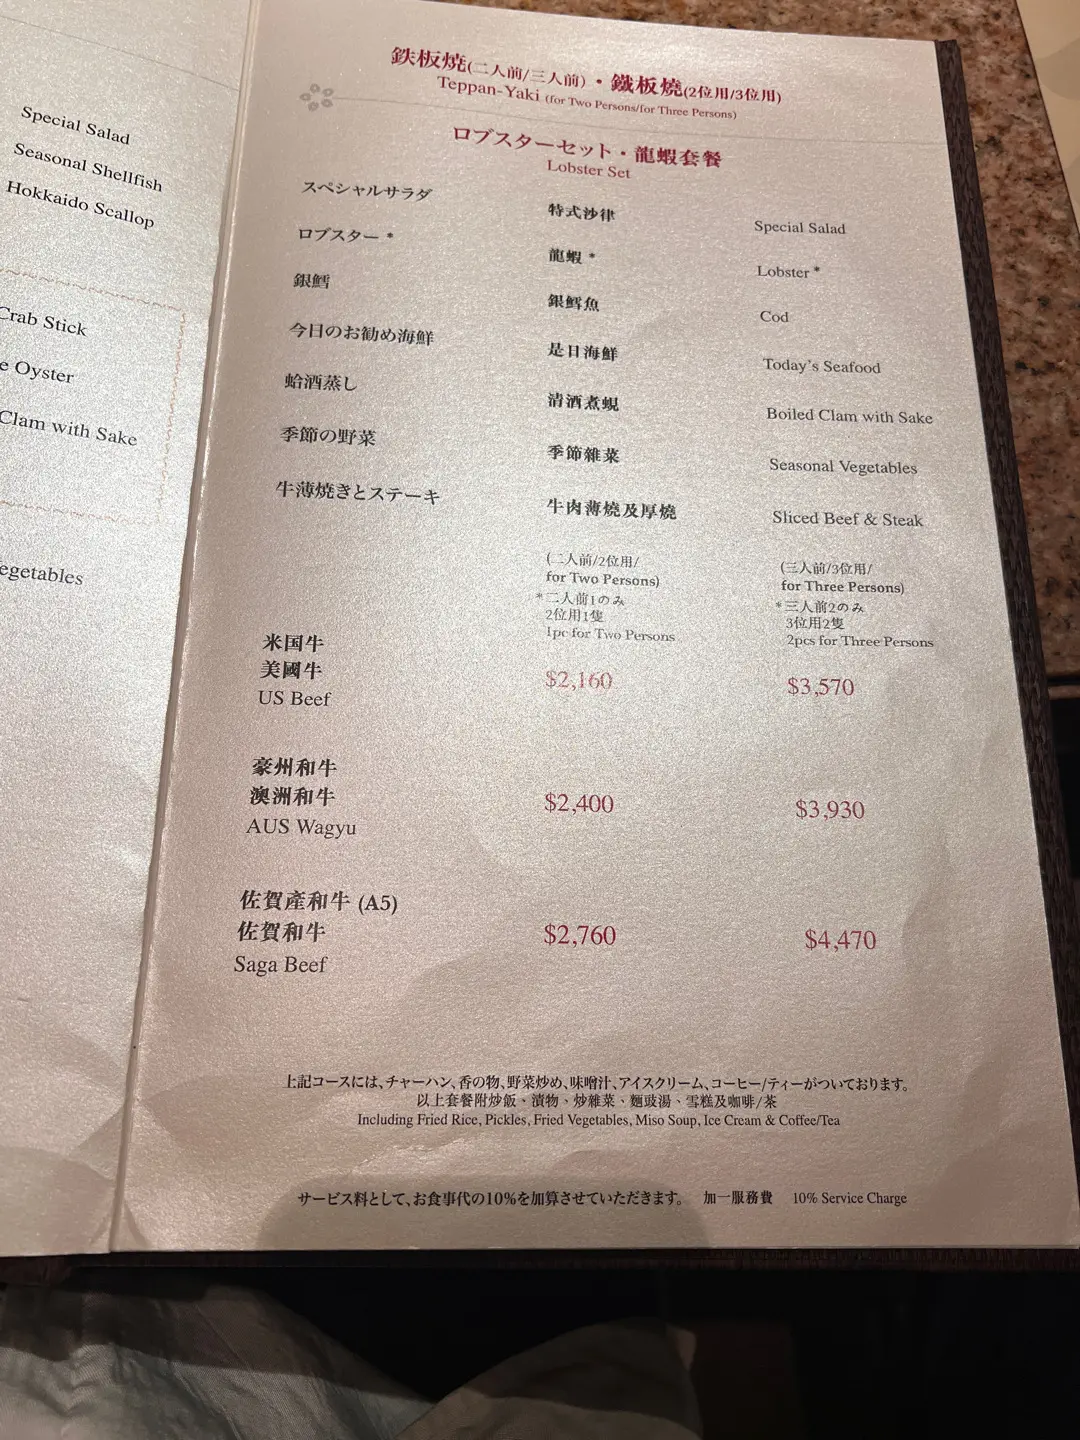 Special Salad
Seasonal Shellfish
Hokkaido Scallop
Crab Stick
Oyster
Clam with Sake
鉄板焼(二人前/三人前)・鐵板燒(2位用/3位用)
Teppan-Yaki (for Two Persons/for Three Persons)
ロブスターセット・龍蝦套餐
Lobster Set
スペシャルサラダ 特式沙律 Special Salad
ロブスター * 龍蝦 * Lobster *
銀鱈 銀鱈魚 Cod
今日のお勧め海鮮 是日海鮮 Today's Seafood
蛤酒蒸し 清酒煮蜆 Boiled Clam with Sake
季節の野菜 季節雜菜 Seasonal Vegetables
牛薄焼きとステーキ 牛肉薄燒及厚燒 Sliced Beef & Steak
(二人前/2位用/ (三人前/3位用/
for Two Persons) for Three Persons)
*二人前1のみ *三人前2のみ
2位用1隻 3位用2隻
1pc for Two Persons 2pcs for Three Persons
米国牛
美國牛 $2,160 $3,570
US Beef
豪州和牛
澳洲和牛 $2,400 $3,930
AUS Wagyu
佐賀產和牛 (A5)
佐賀和牛 $2,760 $4,470
Saga Beef
上記コースには、チャーハン、香の物、野菜炒め、味噌汁、アイスクリーム、コーヒー/ティーがついております。
以上套餐附炒飯、漬物、炒雜菜、麵豉湯、雪糕及咖啡/茶
Including Fried Rice, Pickles, Fried Vegetables, Miso Soup, Ice Cream & Coffee/Tea
サービス料として、お食事代の10%を加算させていただきます。 加一服務費 10% Service Charge